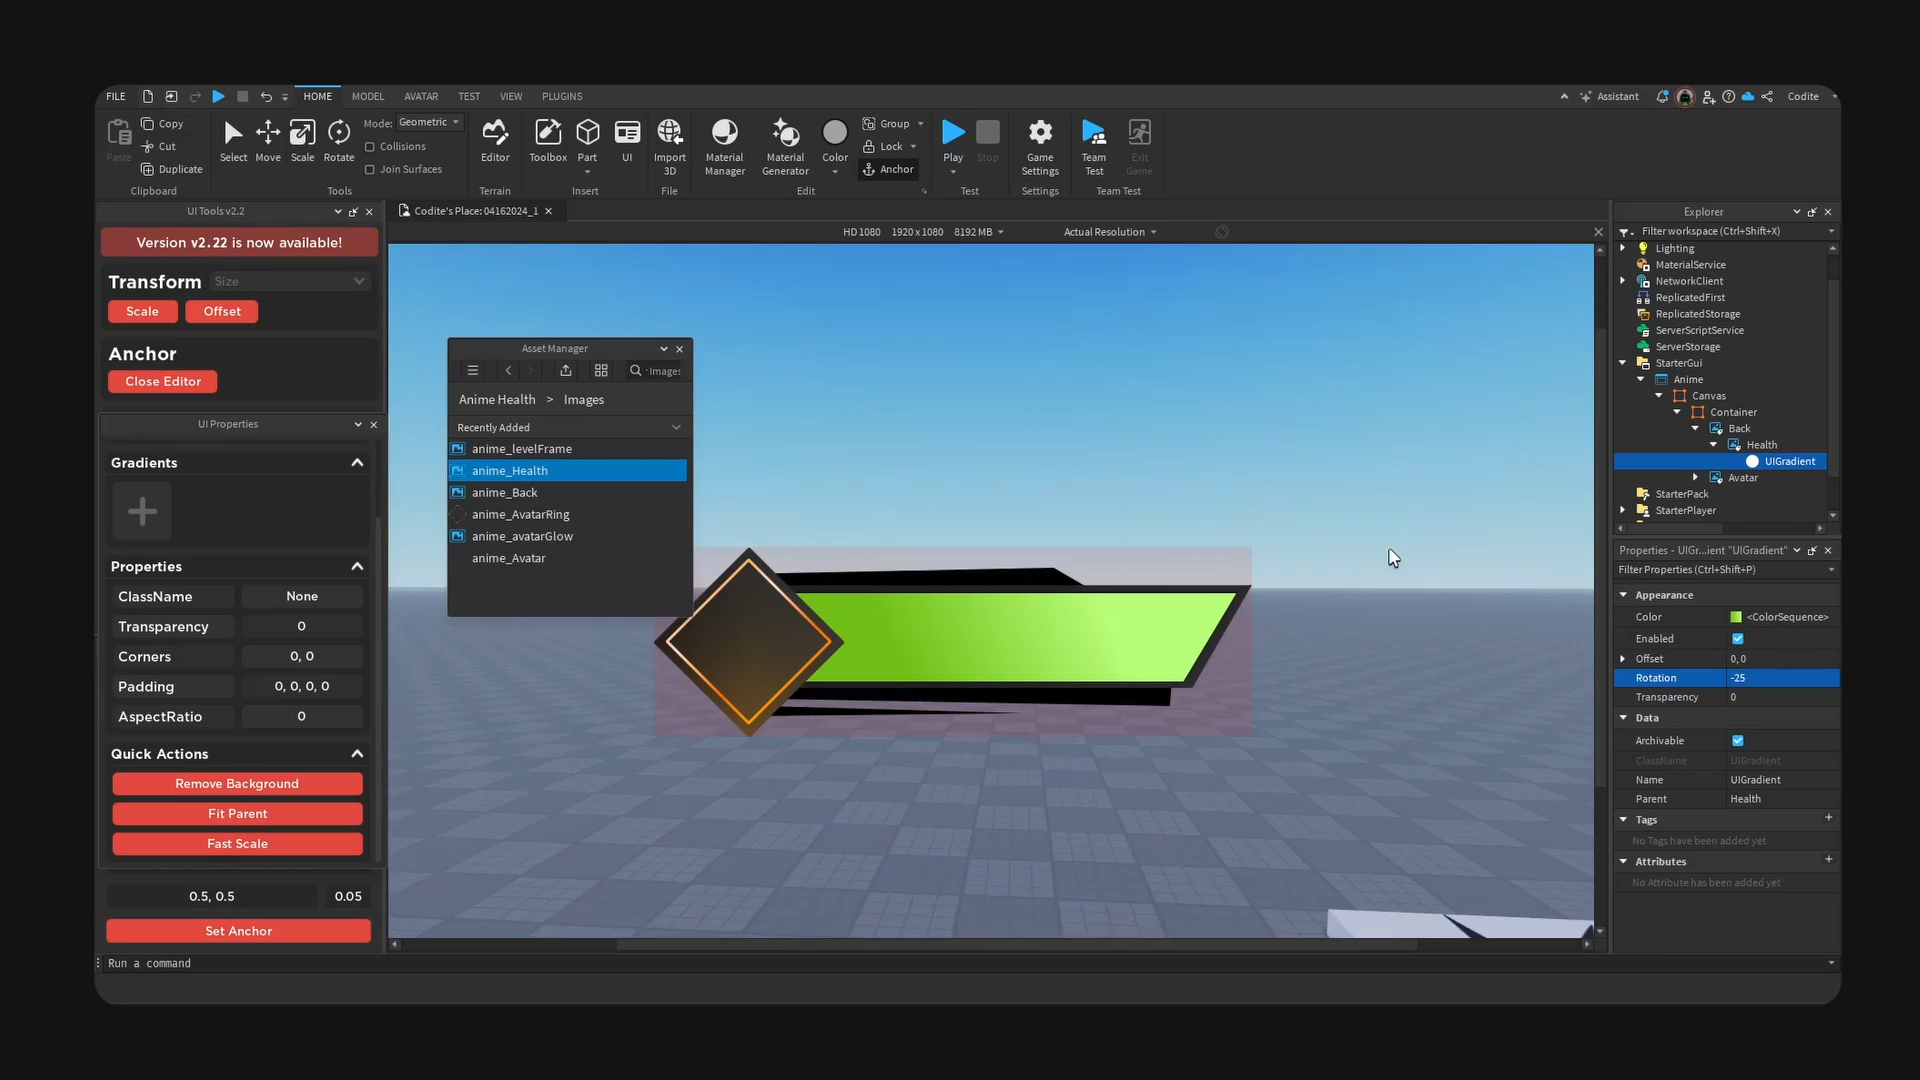 FILE
HOME
MODEL
AVATAR
TEST
VIEW
PLUGINS
Assistant
Codite
Paste
Copy
Cut
Duplicate
Clipboard
Select
Move
Scale
Rotate
Mode: Geometric
Collisions
Join Surfaces
Tools
Editor
Terrain
Toolbox
Part
UI
Insert
Import
3D
File
Material
Manager
Material
Generator
Color
Group
Lock
Anchor
Edit
Play
Stop
Test
Game
Settings
Settings
Team
Test
Exit
Game
Team Test
UI Tools v2.2
Version v2.22 is now available!
Transform
Size
Scale
Offset
Anchor
Close Editor
UI Properties
Gradients
Properties
ClassName None
Transparency 0
Corners 0, 0
Padding 0, 0, 0, 0
AspectRatio 0
Quick Actions
Remove Background
Fit Parent
Fast Scale
0.5, 0.5 0.05
Set Anchor
Run a command
Codite's Place: 04162024_1
HD 1080 1920 x 1080 8192 MB
Actual Resolution
Asset Manager
Images
Anime Health > Images
Recently Added
anime_levelFrame
anime_Health
anime_Back
anime_AvatarRing
anime_avatarGlow
anime_Avatar
Explorer
Filter workspace (Ctrl+Shift+X)
Lighting
MaterialService
NetworkClient
ReplicatedFirst
ReplicatedStorage
ServerScriptService
ServerStorage
StarterGui
Anime
Canvas
Container
Back
Health
UIGradient
Avatar
StarterPack
StarterPlayer
Properties - UIGr...ient "UIGradient"
Filter Properties (Ctrl+Shift+P)
Appearance
Color <ColorSequence>
Enabled
Offset 0, 0
Rotation -25
Transparency 0
Data
Archivable
ClassName UIGradient
Name UIGradient
Parent Health
Tags
No Tags have been added yet
Attributes
No Attribute has been added yet